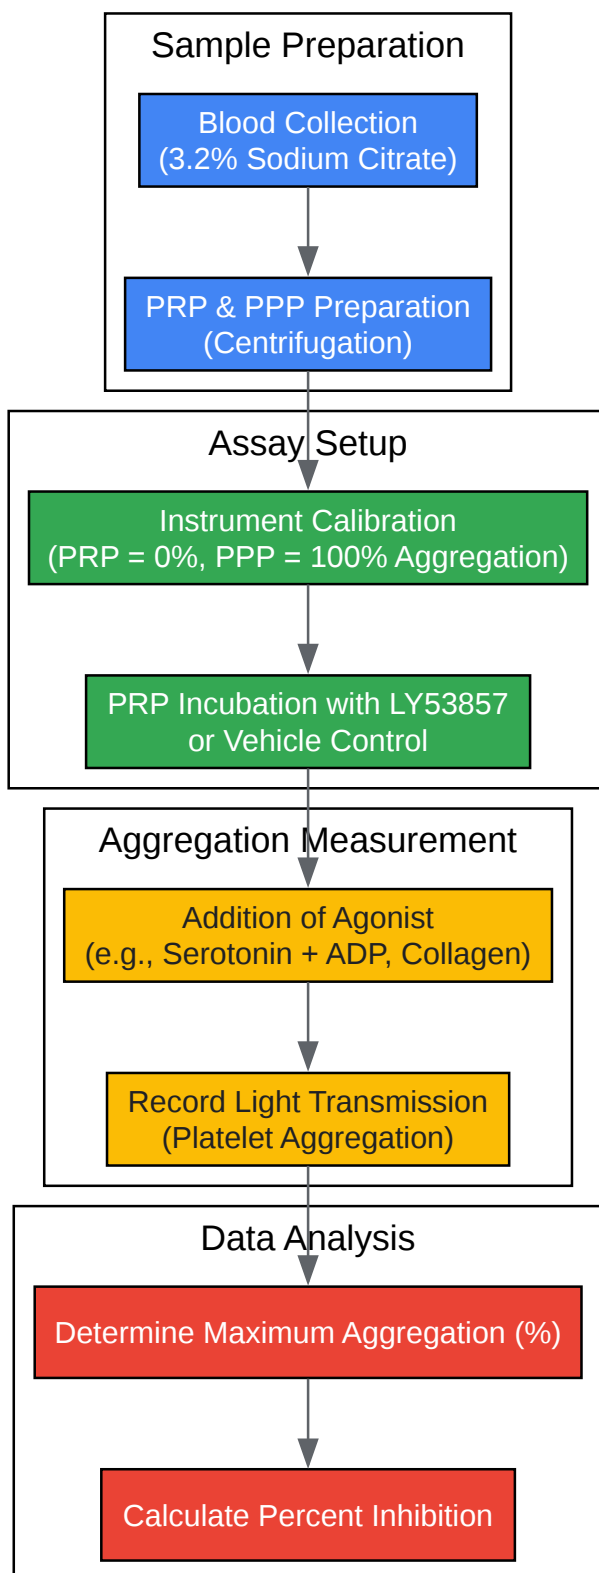 Sample Preparation
Blood Collection
(3.2% Sodium Citrate)
PRP & PPP Preparation
(Centrifugation)
Assay Setup
Instrument Calibration
(PRP = 0%, PPP = 100% Aggregation)
PRP Incubation with LY53857
or Vehicle Control
Aggregation Measurement
Addition of Agonist
(e.g., Serotonin + ADP, Collagen)
Record Light Transmission
(Platelet Aggregation)
Data Analysis
Determine Maximum Aggregation (%)
Calculate Percent Inhibition